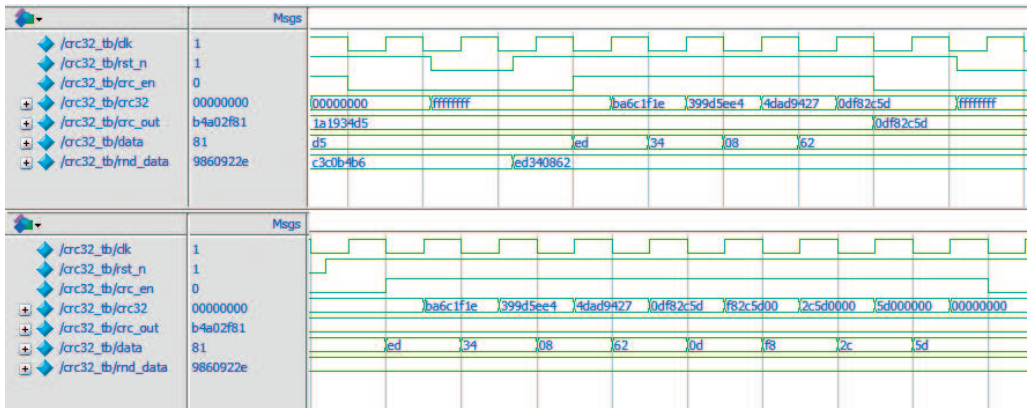 Msgs
/crc32_tb/clk 1
/crc32_tb/rst_n 1
/crc32_tb/crc_en 0
/crc32_tb/crc32 00000000 00000000 ffffffff ba6c1f1e 399d5ee4 4dad9427 0df82c5d ffffffff
/crc32_tb/crc_out b4a02f81 1a1934d5 0df82c5d
/crc32_tb/data 81 d5 ed 34 08 62
/crc32_tb/rnd_data 9860922e c3c0b4b6 ed340862
Msgs
/crc32_tb/clk 1
/crc32_tb/rst_n 1
/crc32_tb/crc_en 0
/crc32_tb/crc32 00000000 ba6c1f1e 399d5ee4 4dad9427 0df82c5d f82c5d00 2c5d0000 5d000000 00000000
/crc32_tb/crc_out b4a02f81
/crc32_tb/data 81 ed 34 08 62 0d f8 2c 5d
/crc32_tb/rnd_data 9860922e